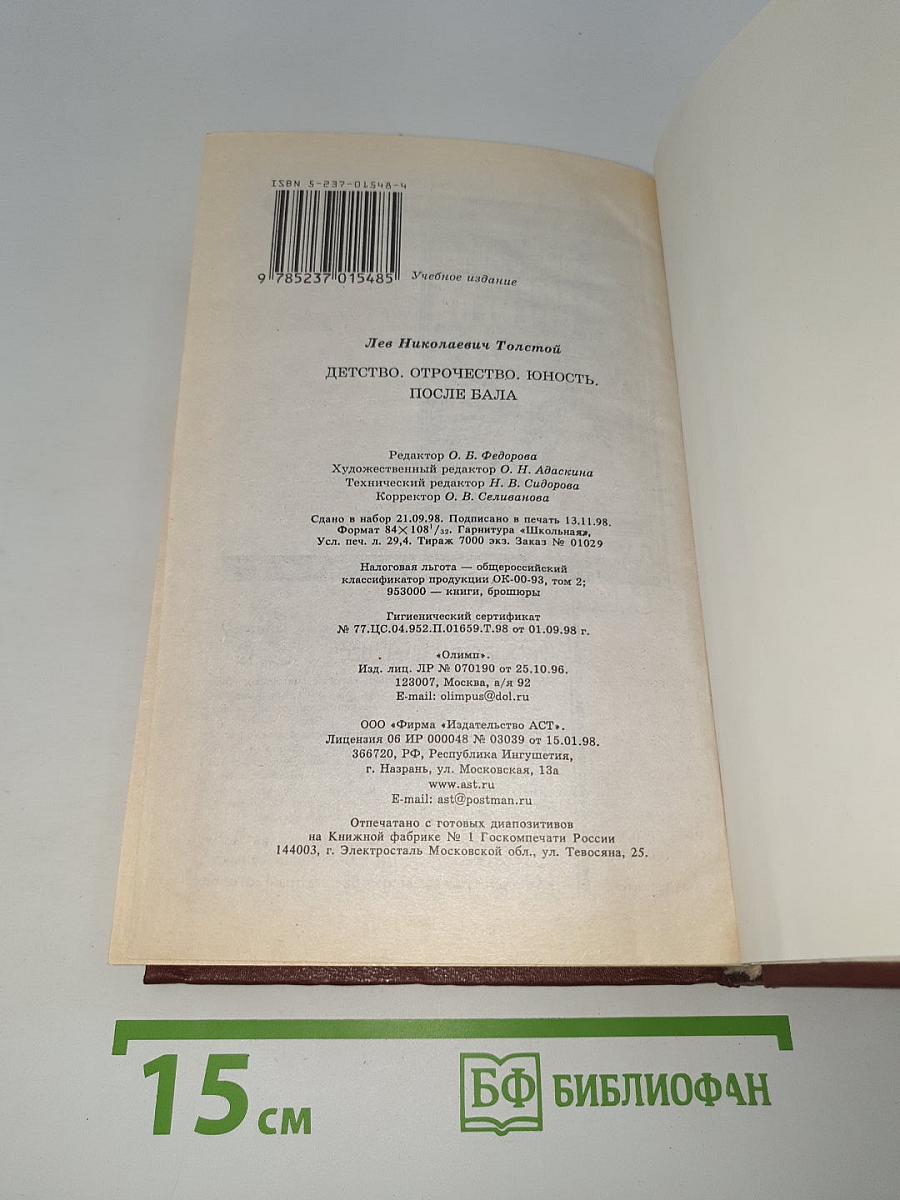 ISBN 5-237-01548-4
9 785237 015485
Учебное издание
Лев Николаевич Толстой
ДЕТСТВО. ОТРОЧЕСТВО. ЮНОСТЬ.
ПОСЛЕ БАЛА
Редактор О. Б. Федорова
Художественный редактор О. Н. Адаскина
Технический редактор Н. В. Сидорова
Корректор О. В. Селиванова
Сдано в набор 21.09.98. Подписано в печать 13.11.98.
Формат 84×108¹/₃₂. Гарнитура «Школьная»,
Усл. печ. л. 29,4. Тираж 7000 экз. Заказ № 01029
Налоговая льгота — общероссийский
классификатор продукции ОК-00-93, том 2;
953000 — книги, брошюры
Гигиенический сертификат
№ 77.ЦС.04.952.П.01659.Т.98 от 01.09.98 г.
«Олимп».
Изд. лиц. ЛР № 070190 от 25.10.96.
123007, Москва, а/я 92
E-mail: olimpus@dol.ru
ООО «Фирма «Издательство АСТ».
Лицензия 06 ИР 000048 № 03039 от 15.01.98.
366720, РФ, Республика Ингушетия,
г. Назрань, ул. Московская, 13а
www.ast.ru
E-mail: ast@postman.ru
Отпечатано с готовых диапозитивов
на Книжной фабрике № 1 Госкомпечати России
144003, г. Электросталь Московской обл., ул. Тевосяна, 25.
15 см
БФ БИБЛИОФАН